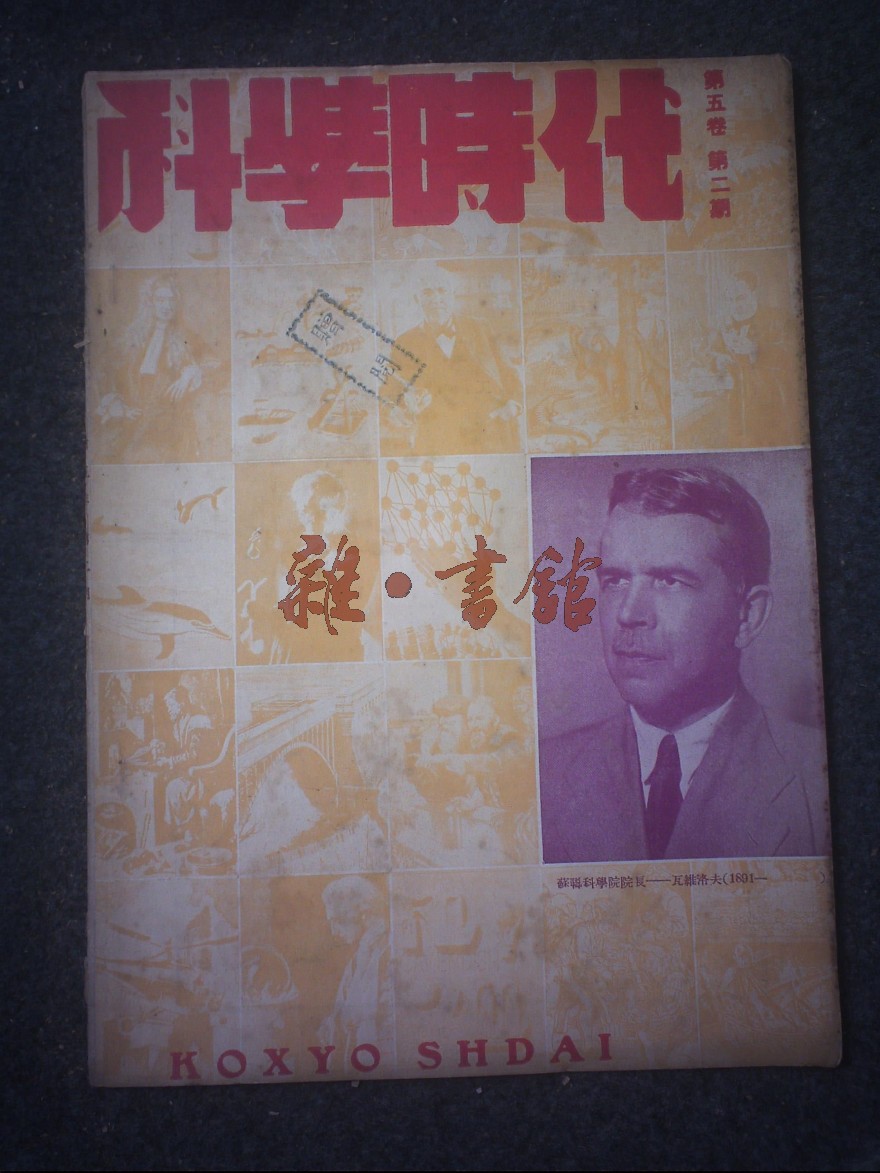 科學時代
第五卷 第二期
雜·書館
蘇聯科學院院長——瓦維洛夫(1891— )
KOXYO SHDAI